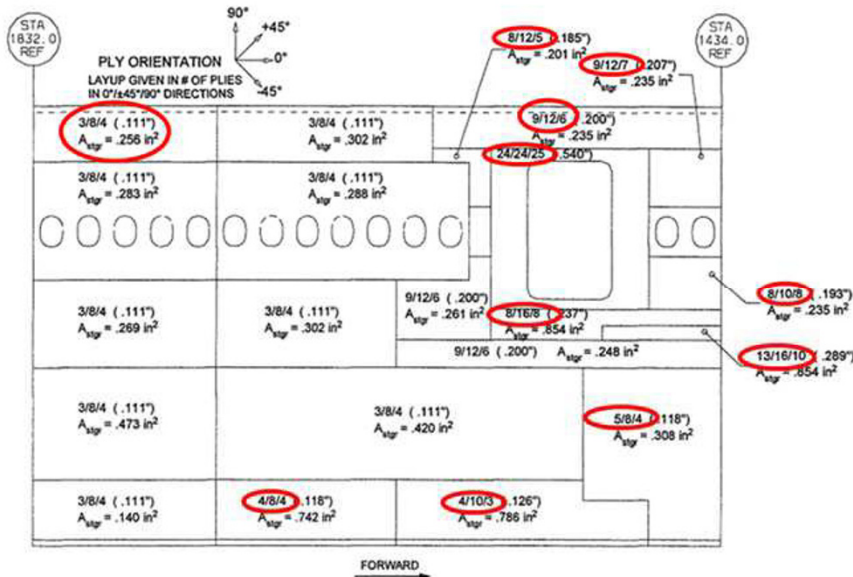 STA
1832.0
REF
90°
+45°
0°
-45°
PLY ORIENTATION
LAYUP GIVEN IN # OF PLIES
IN 0°/±45°/90° DIRECTIONS
8/12/5 (.185")
Astgr = .201 in²
9/12/7 (.207")
Astgr = .235 in²
STA
1434.0
REF
3/8/4 (.111")
Astgr = .256 in²
3/8/4 (.111")
Astgr = .302 in²
9/12/6 (.200")
Astgr = .235 in²
24/24/25 (.540")
3/8/4 (.111")
Astgr = .283 in²
3/8/4 (.111")
Astgr = .288 in²
8/10/8 (.193")
Astgr = .235 in²
3/8/4 (.111")
Astgr = .269 in²
3/8/4 (.111")
Astgr = .302 in²
9/12/6 (.200")
Astgr = .261 in²
8/16/8 (.237")
Astgr = .854 in²
9/12/6 (.200") Astgr = .248 in²
13/16/10 (.289")
Astgr = .854 in²
3/8/4 (.111")
Astgr = .473 in²
3/8/4 (.111")
Astgr = .420 in²
5/8/4 (.118")
Astgr = .308 in²
3/8/4 (.111")
Astgr = .140 in²
4/8/4 (.118")
Astgr = .742 in²
4/10/3 (.126")
Astgr = .786 in²
FORWARD